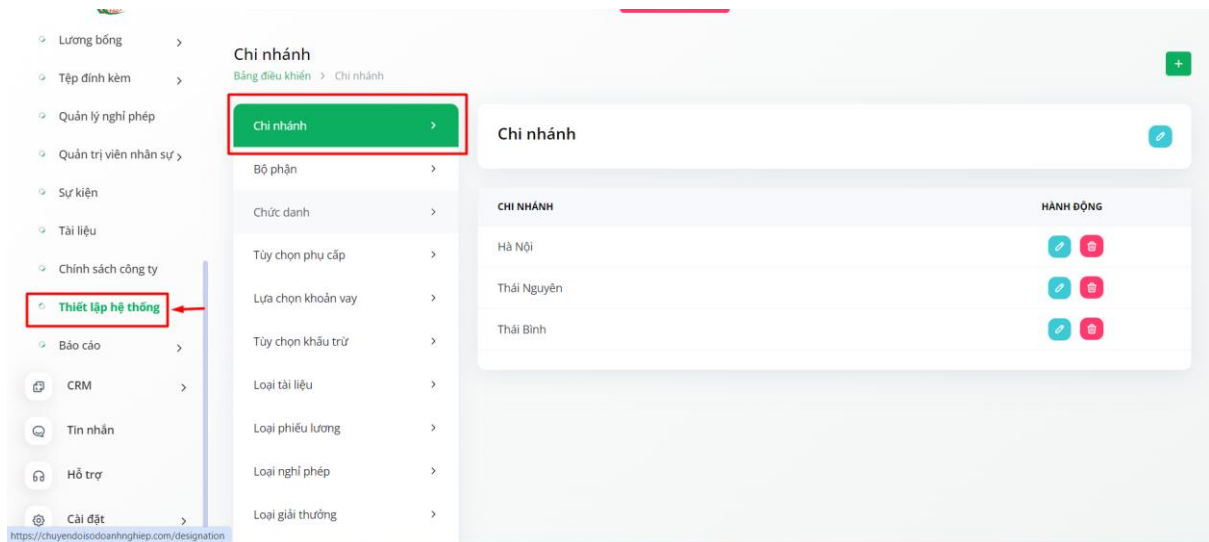 Lương bổng
Tệp đính kèm
Quản lý nghỉ phép
Quản trị viên nhân sự
Sự kiện
Tài liệu
Chính sách công ty
Thiết lập hệ thống
Báo cáo
CRM
Tin nhắn
Hỗ trợ
Cài đặt
https://chuyendoisodoanhnghiep.com/designation
Chi nhánh
Bảng điều khiển > Chi nhánh
Chi nhánh
Bộ phận
Chức danh
Tùy chọn phụ cấp
Lựa chọn khoản vay
Tùy chọn khấu trừ
Loại tài liệu
Loại phiếu lương
Loại nghỉ phép
Loại giải thưởng
Chi nhánh
CHI NHÁNH HÀNH ĐỘNG
Hà Nội
Thái Nguyên
Thái Bình